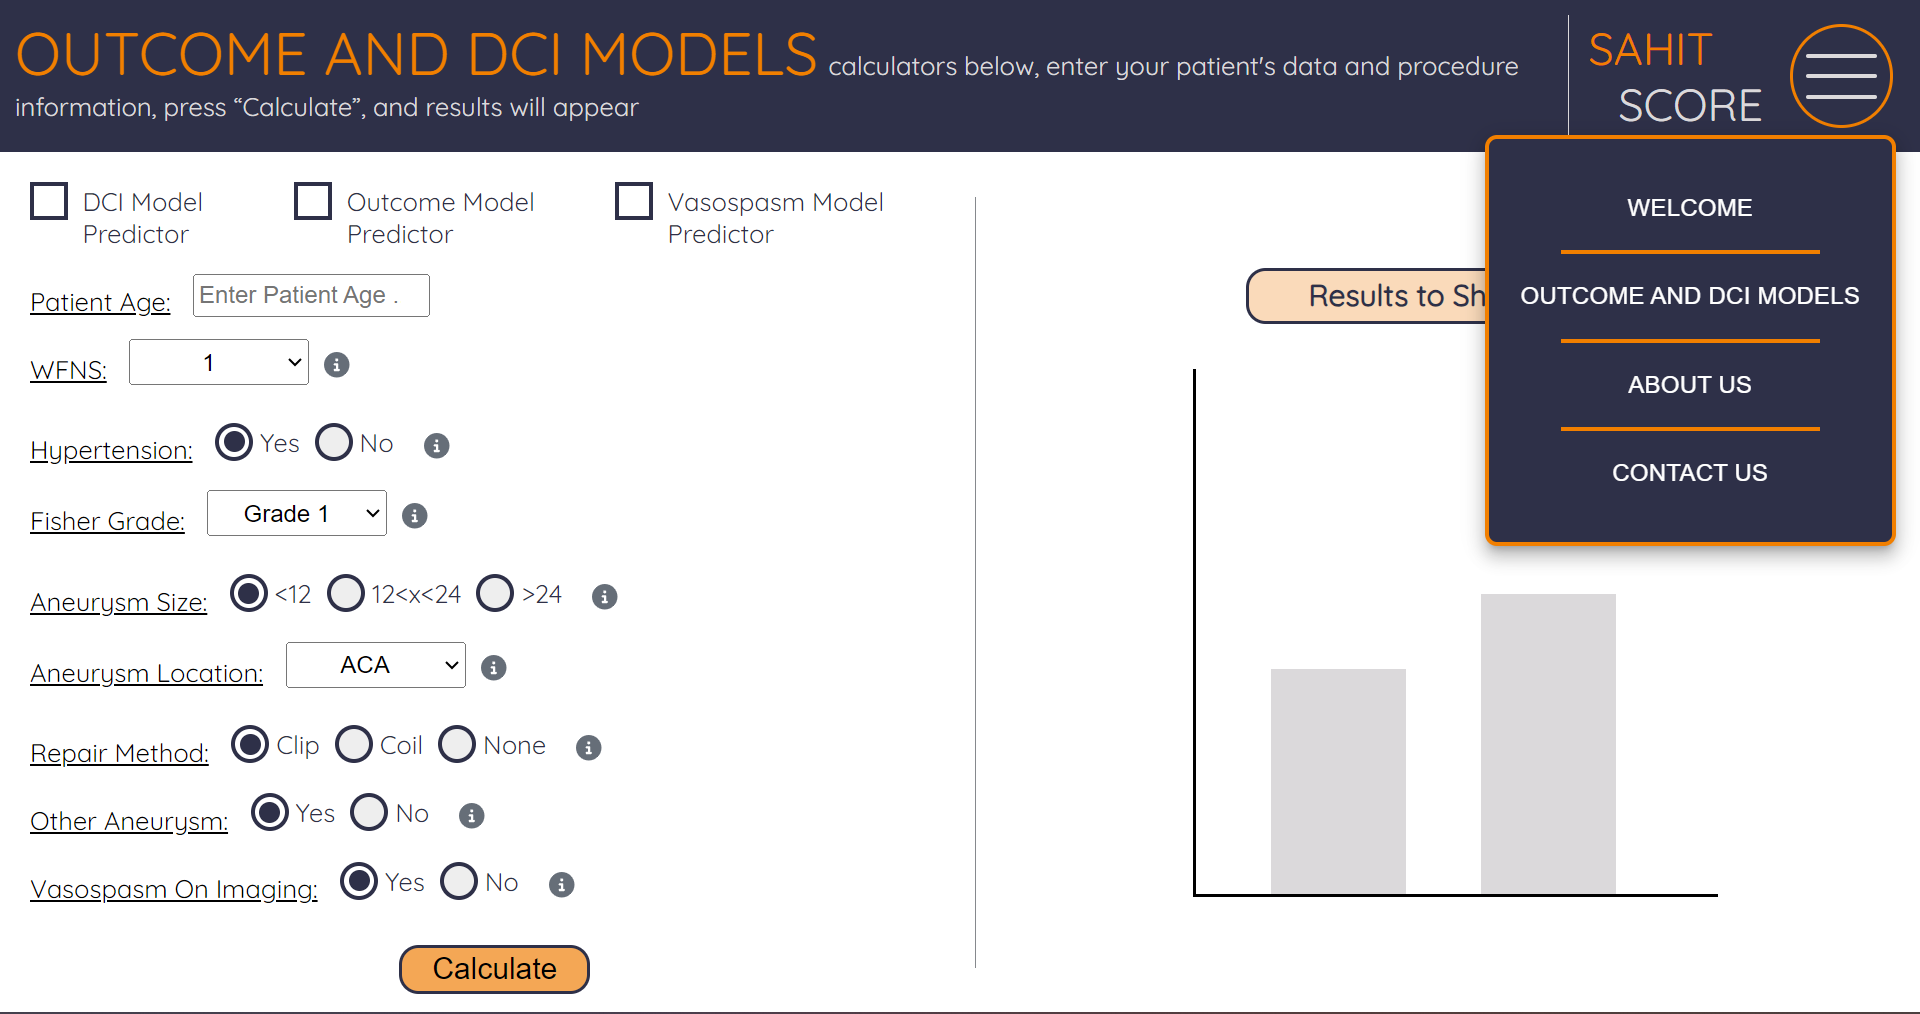 OUTCOME AND DCI MODELS calculators below, enter your patient's data and procedure
information, press “Calculate”, and results will appear
SAHIT
SCORE
WELCOME
OUTCOME AND DCI MODELS
ABOUT US
CONTACT US
DCI Model
Predictor
Outcome Model
Predictor
Vasospasm Model
Predictor
Patient Age: Enter Patient Age .
WFNS: 1
Hypertension: Yes No
Fisher Grade: Grade 1
Aneurysm Size: <12 12<x<24 >24
Aneurysm Location: ACA
Repair Method: Clip Coil None
Other Aneurysm: Yes No
Vasospasm On Imaging: Yes No
Calculate
Results to Sh